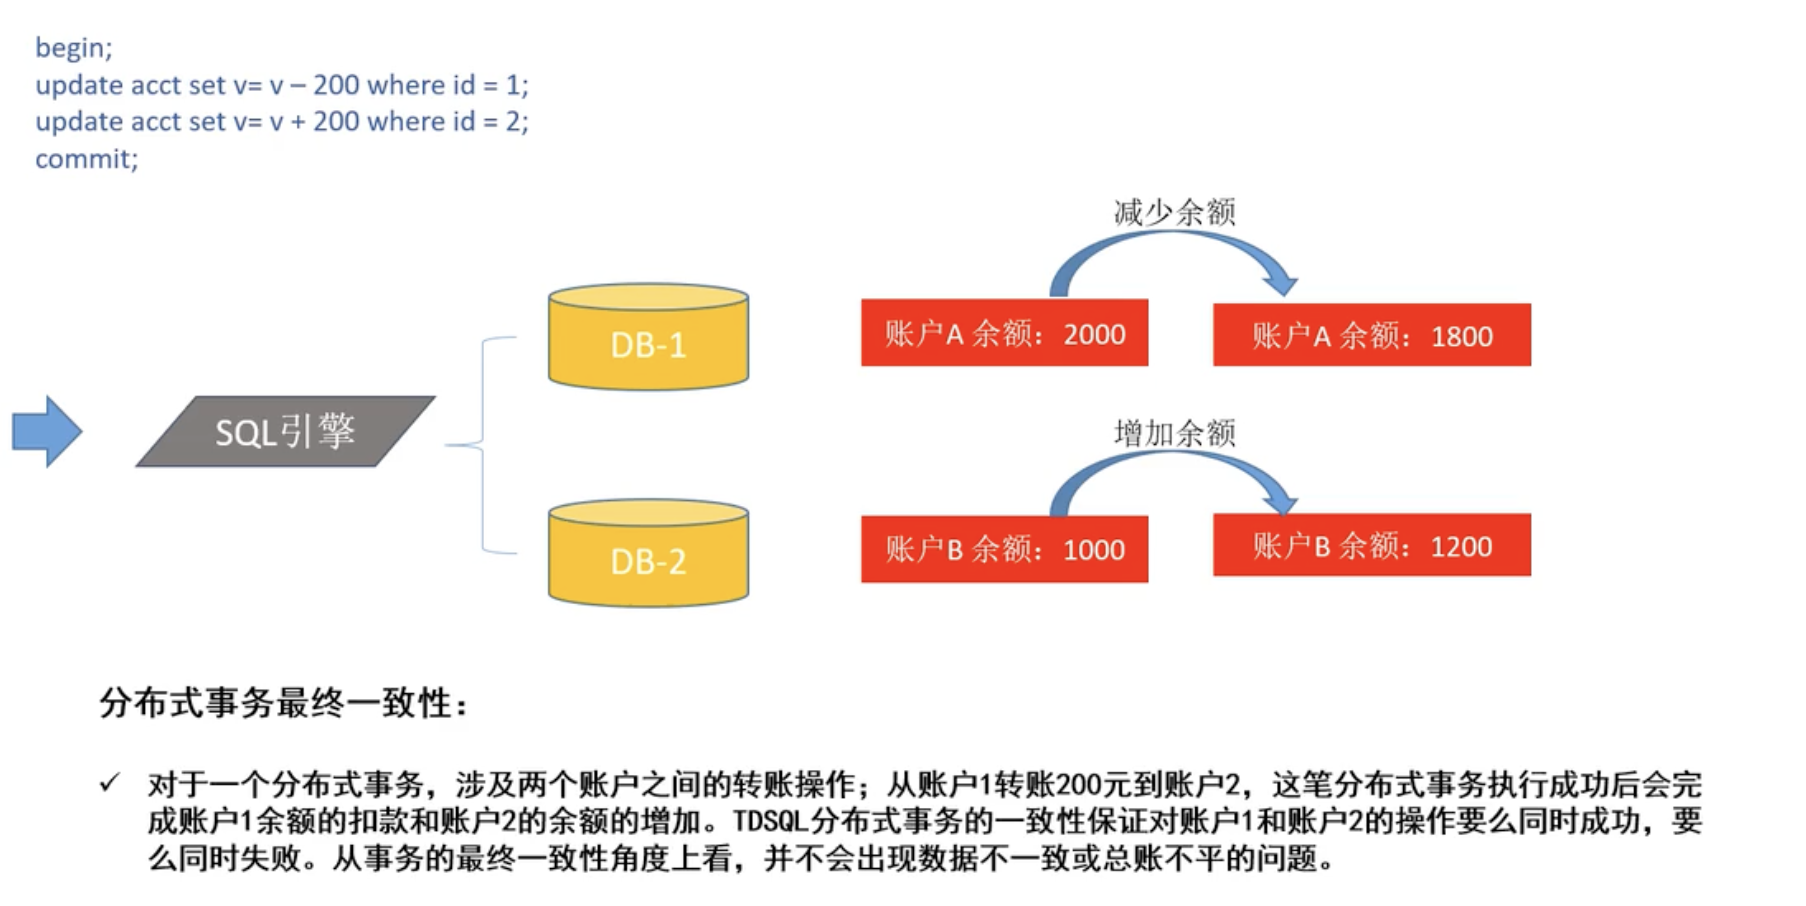 begin;
update acct set v= v – 200 where id = 1;
update acct set v= v + 200 where id = 2;
commit;
减少余额
DB-1
账户A 余额：2000
账户A 余额：1800
SQL引擎
增加余额
DB-2
账户B 余额：1000
账户B 余额：1200
分布式事务最终一致性：
✓ 对于一个分布式事务，涉及两个账户之间的转账操作；从账户1转账200元到账户2，这笔分布式事务执行成功后会完
成账户1余额的扣款和账户2的余额的增加。TDSQL分布式事务的一致性保证对账户1和账户2的操作要么同时成功，要
么同时失败。从事务的最终一致性角度上看，并不会出现数据不一致或总账不平的问题。